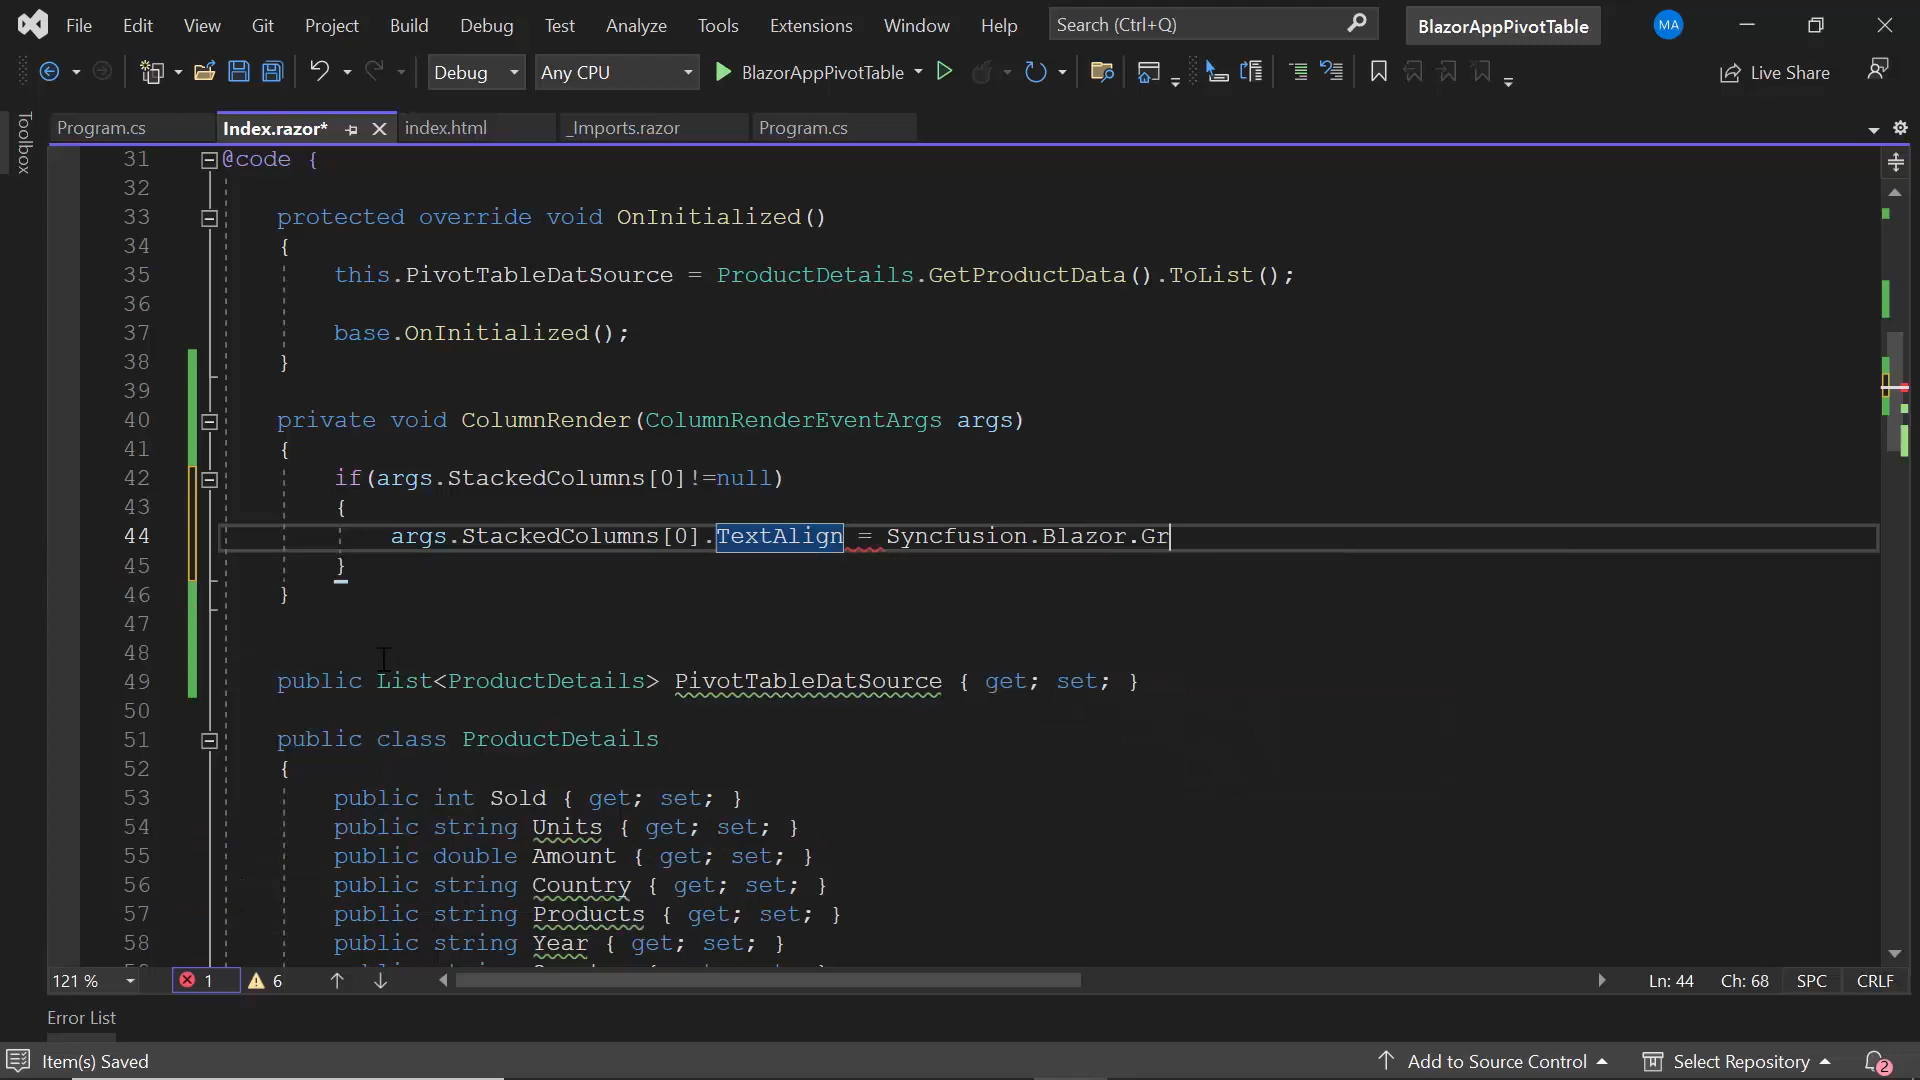 File Edit View Git Project Build Debug Test Analyze Tools Extensions Window Help Search (Ctrl+Q) BlazorAppPivotTable MA
Debug Any CPU BlazorAppPivotTable Live Share
Toolbox
Program.cs Index.razor* index.html _Imports.razor Program.cs
31 @code {
32
33 protected override void OnInitialized()
34 {
35 this.PivotTableDatSource = ProductDetails.GetProductData().ToList();
36
37 base.OnInitialized();
38 }
39
40 private void ColumnRender(ColumnRenderEventArgs args)
41 {
42 if(args.StackedColumns[0]!=null)
43 {
44 args.StackedColumns[0].TextAlign = Syncfusion.Blazor.Gr
45 }
46 }
47
48
49 public List<ProductDetails> PivotTableDatSource { get; set; }
50
51 public class ProductDetails
52 {
53 public int Sold { get; set; }
54 public string Units { get; set; }
55 public double Amount { get; set; }
56 public string Country { get; set; }
57 public string Products { get; set; }
58 public string Year { get; set; }
121 % 1 6 Ln: 44 Ch: 68 SPC CRLF
Error List
Item(s) Saved Add to Source Control Select Repository 2